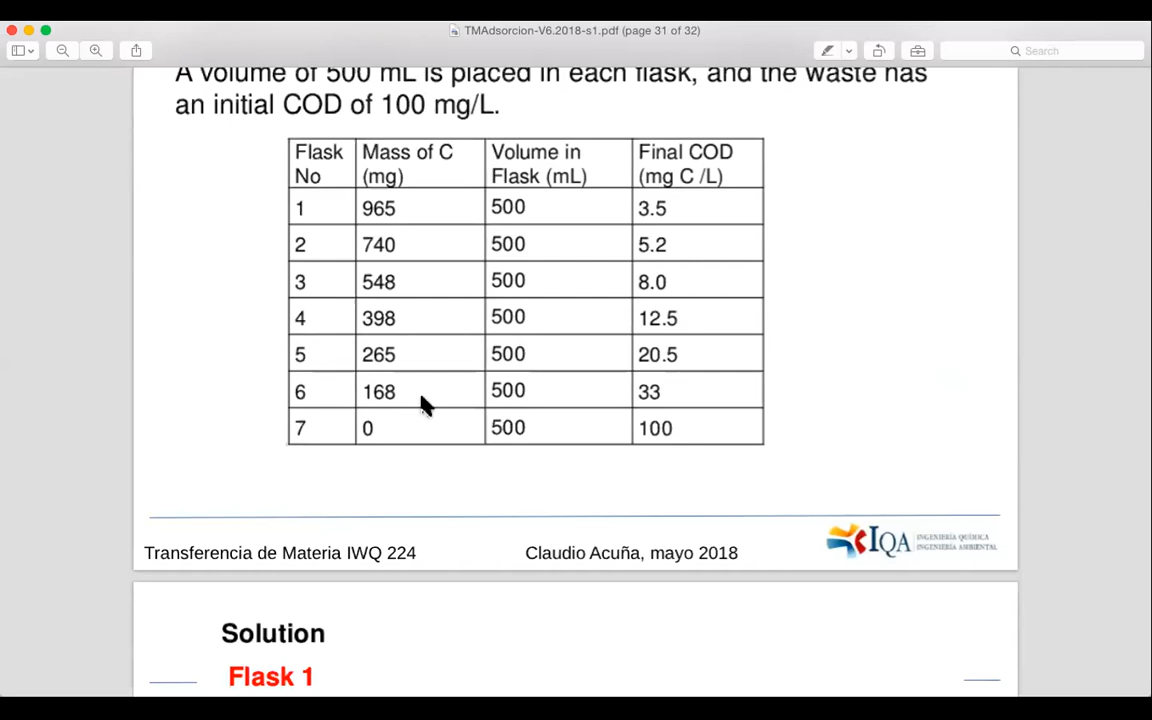 TMAdsorcion-V6.2018-s1.pdf (page 31 of 32)
Search
A volume of 500 mL is placed in each flask, and the waste has
an initial COD of 100 mg/L.
Flask No Mass of C (mg) Volume in Flask (mL) Final COD (mg C /L)
1 965 500 3.5
2 740 500 5.2
3 548 500 8.0
4 398 500 12.5
5 265 500 20.5
6 168 500 33
7 0 500 100
Transferencia de Materia IWQ 224 Claudio Acuña, mayo 2018
IQA
INGENIERÍA QUÍMICA
INGENIERÍA AMBIENTAL
Solution
Flask 1